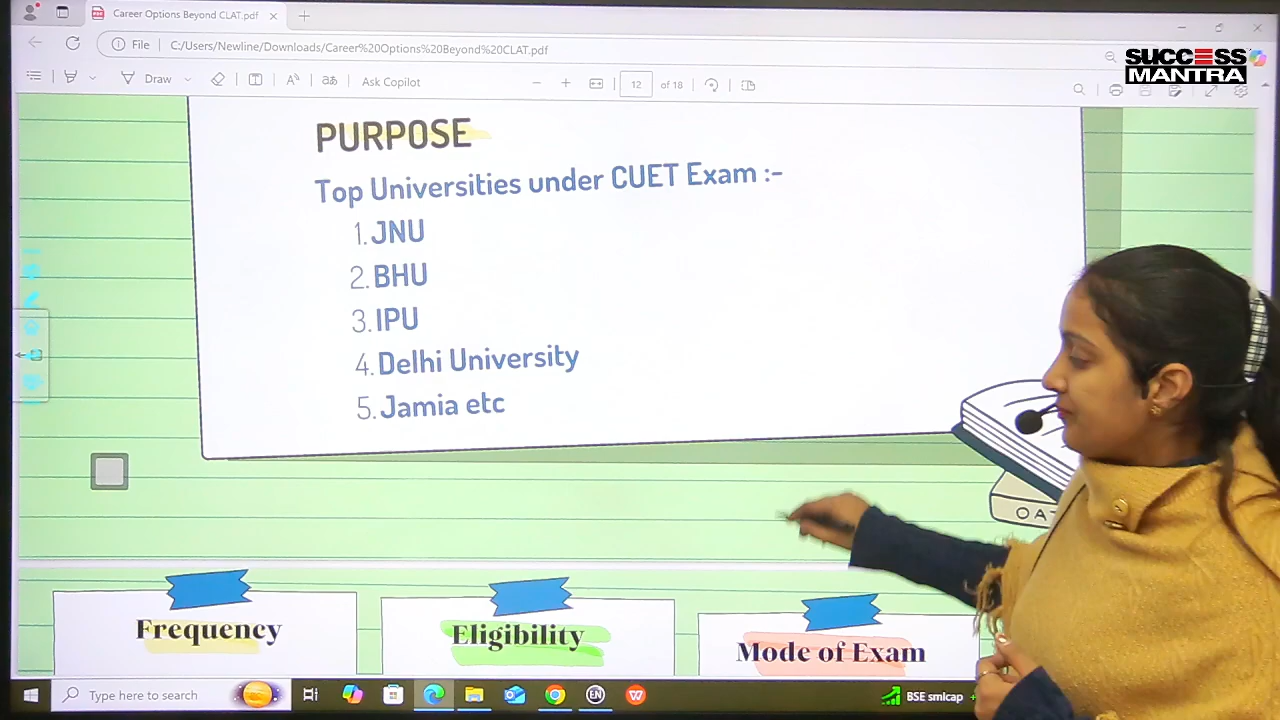 Career Options Beyond CLAT.pdf
File
C:/Users/Newline/Downloads/Career%20Options%20Beyond%20CLAT.pdf
SUCCESS
MANTRA
Draw
Ask Copilot
12
of 18
PURPOSE
Top Universities under CUET Exam :-
1. JNU
2. BHU
3. IPU
4. Delhi University
5. Jamia etc
OA
Frequency
Eligibility
Mode of Exam
Type here to search
EN
BSE smlcap